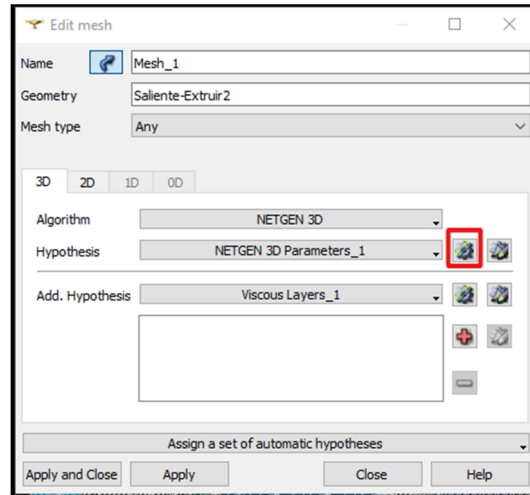 Edit mesh
Name Mesh_1
Geometry Saliente-Extruir2
Mesh type Any
3D 2D 1D 0D
Algorithm NETGEN 3D
Hypothesis NETGEN 3D Parameters_1
Add. Hypothesis Viscous Layers_1
Assign a set of automatic hypotheses
Apply and Close Apply Close Help